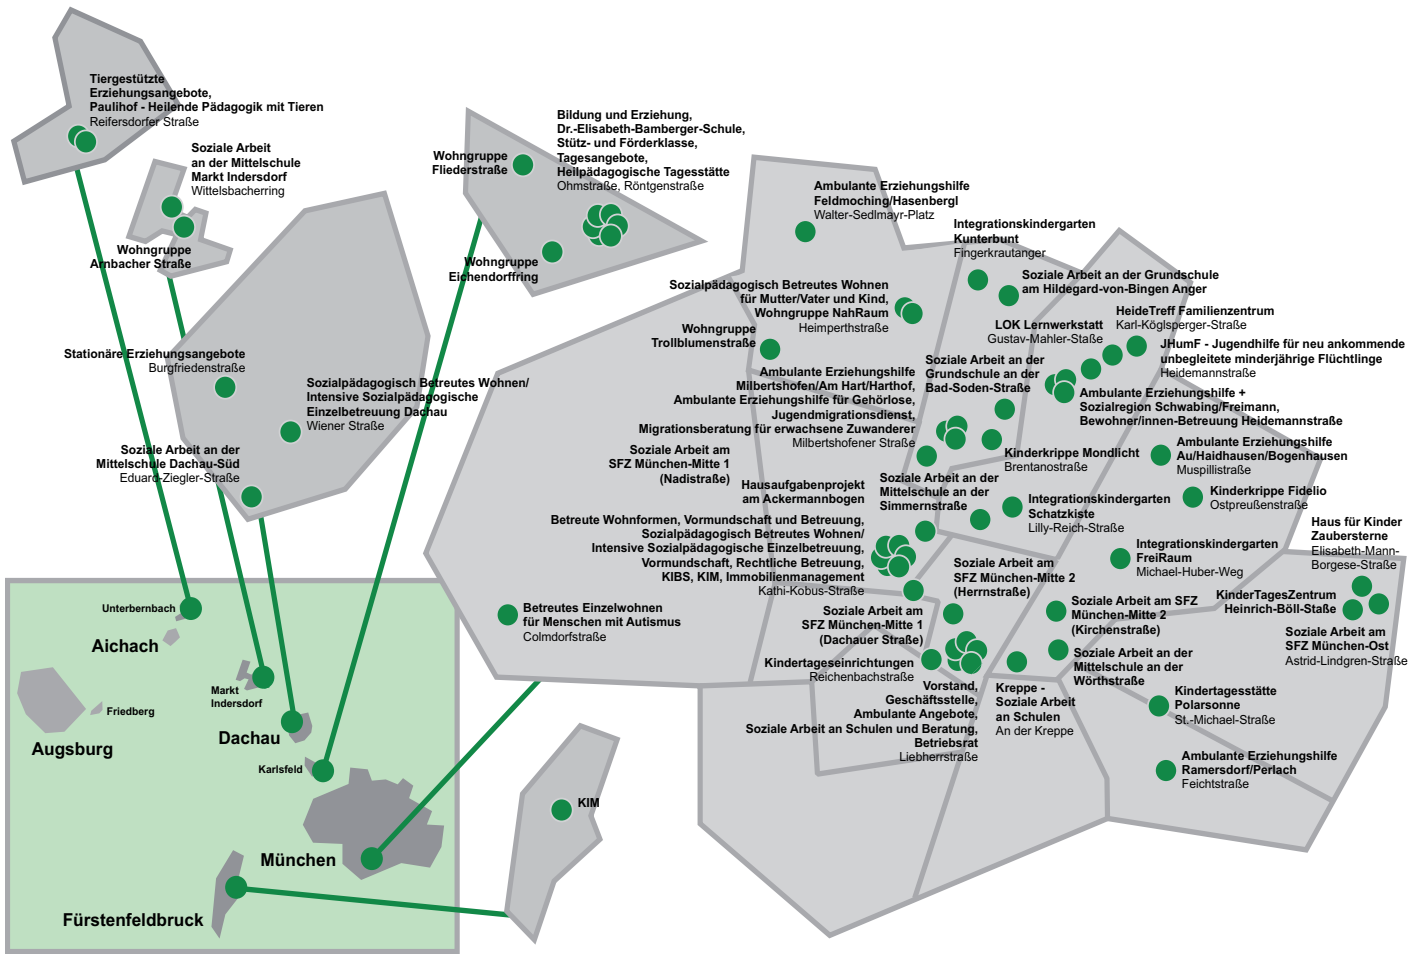 Tiergestützte
Erziehungsangebote,
Paulihof - Heilende Pädagogik mit Tieren
Reifersdorfer Straße
Soziale Arbeit
an der Mittelschule
Markt Indersdorf
Wittelsbacherring
Wohngruppe
Arnbacher Straße
Stationäre Erziehungsangebote
Burgfriedenstraße
Sozialpädagogisch Betreutes Wohnen/
Intensive Sozialpädagogische
Einzelbetreuung Dachau
Wiener Straße
Soziale Arbeit an der
Mittelschule Dachau-Süd
Eduard-Ziegler-Straße
Wohngruppe
Fliederstraße
Bildung und Erziehung,
Dr.-Elisabeth-Bamberger-Schule,
Stütz- und Förderklasse,
Tagesangebote,
Heilpädagogische Tagesstätte
Ohmstraße, Röntgenstraße
Wohngruppe
Eichendorffring
Ambulante Erziehungshilfe
Feldmoching/Hasenbergl
Walter-Sedlmayr-Platz
Integrationskindergarten
Kunterbunt
Fingerkrautanger
Soziale Arbeit an der Grundschule
am Hildegard-von-Bingen Anger
Sozialpädagogisch Betreutes Wohnen
für Mutter/Vater und Kind,
Wohngruppe NahRaum
Heimperthstraße
HeideTreff Familienzentrum
Karl-Köglsperger-Straße
LOK Lernwerkstatt
Gustav-Mahler-Staße
Wohngruppe
Trollblumenstraße
JHumF - Jugendhilfe für neu ankommende
unbegleitete minderjährige Flüchtlinge
Heidemannstraße
Soziale Arbeit an der
Grundschule an der
Bad-Soden-Straße
Ambulante Erziehungshilfe
Milbertshofen/Am Hart/Harthof,
Ambulante Erziehungshilfe für Gehörlose,
Jugendmigrationsdienst,
Migrationsberatung für erwachsene Zuwanderer
Milbertshofener Straße
Ambulante Erziehungshilfe +
Sozialregion Schwabing/Freimann,
Bewohner/innen-Betreuung Heidemannstraße
Soziale Arbeit am
SFZ München-Mitte 1
(Nadistraße)
Kinderkrippe Mondlicht
Brentanostraße
Ambulante Erziehungshilfe
Au/Haidhausen/Bogenhausen
Muspillistraße
Hausaufgabenprojekt
am Ackermannbogen
Soziale Arbeit an der
Mittelschule an der
Simmernstraße
Integrationskindergarten
Schatzkiste
Lilly-Reich-Straße
Kinderkrippe Fidelio
Ostpreußenstraße
Betreute Wohnformen, Vormundschaft und Betreuung,
Sozialpädagogisch Betreutes Wohnen/
Intensive Sozialpädagogische Einzelbetreuung,
Vormundschaft, Rechtliche Betreuung,
KIBS, KIM, Immobilienmanagement
Kathi-Kobus-Straße
Haus für Kinder
Zaubersterne
Elisabeth-Mann-
Borgese-Straße
Integrationskindergarten
FreiRaum
Michael-Huber-Weg
Soziale Arbeit am
SFZ München-Mitte 2
(Herrnstraße)
KinderTagesZentrum
Heinrich-Böll-Staße
Betreutes Einzelwohnen
für Menschen mit Autismus
Colmdorfstraße
Soziale Arbeit am
SFZ München-Mitte 1
(Dachauer Straße)
Soziale Arbeit am SFZ
München-Mitte 2
(Kirchenstraße)
Soziale Arbeit am
SFZ München-Ost
Astrid-Lindgren-Straße
Kindertageseinrichtungen
Reichenbachstraße
Soziale Arbeit an der
Mittelschule an der
Wörthstraße
Vorstand,
Geschäftsstelle,
Ambulante Angebote,
Soziale Arbeit an Schulen und Beratung,
Betriebsrat
Liebherrstraße
Kreppe -
Soziale Arbeit
an Schulen
An der Kreppe
Kindertagesstätte
Polarsonne
St.-Michael-Straße
Ambulante Erziehungshilfe
Ramersdorf/Perlach
Feichtstraße
KIM
Unterbernbach
Aichach
Markt
Indersdorf
Friedberg
Augsburg
Dachau
Karlsfeld
München
Fürstenfeldbruck